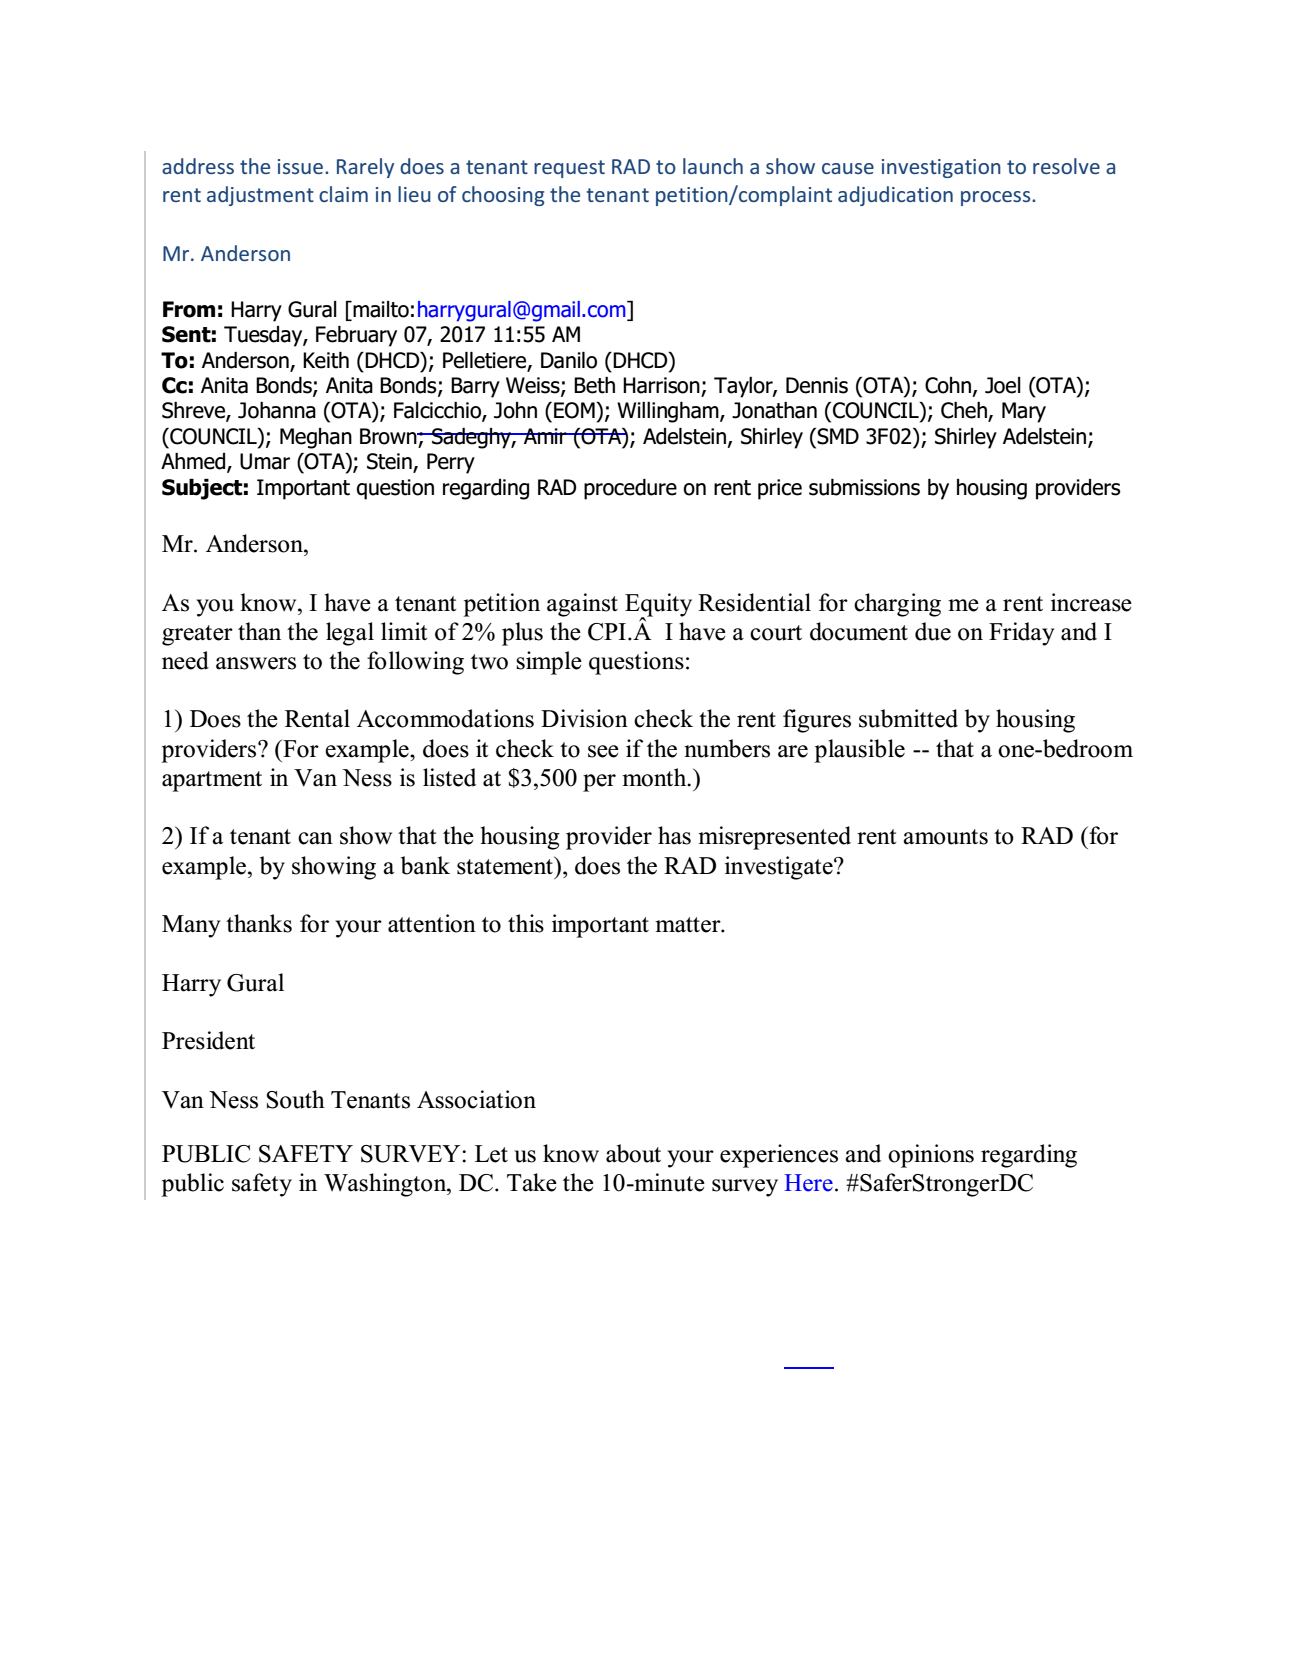 address the issue. Rarely does a tenant request RAD to launch a show cause investigation to resolve a
rent adjustment claim in lieu of choosing the tenant petition/complaint adjudication process.
Mr. Anderson
From: Harry Gural [mailto:harrygural@gmail.com]
Sent: Tuesday, February 07, 2017 11:55 AM
To: Anderson, Keith (DHCD); Pelletiere, Danilo (DHCD)
Cc: Anita Bonds; Anita Bonds; Barry Weiss; Beth Harrison; Taylor, Dennis (OTA); Cohn, Joel (OTA);
Shreve, Johanna (OTA); Falcicchio, John (EOM); Willingham, Jonathan (COUNCIL); Cheh, Mary
(COUNCIL); Meghan Brown; Sadeghy, Amir (OTA); Adelstein, Shirley (SMD 3F02); Shirley Adelstein;
Ahmed, Umar (OTA); Stein, Perry
Subject: Important question regarding RAD procedure on rent price submissions by housing providers
Mr. Anderson,
As you know, I have a tenant petition against Equity Residential for charging me a rent increase
greater than the legal limit of 2% plus the CPI.Â  I have a court document due on Friday and I
need answers to the following two simple questions:
1) Does the Rental Accommodations Division check the rent figures submitted by housing
providers? (For example, does it check to see if the numbers are plausible -- that a one-bedroom
apartment in Van Ness is listed at $3,500 per month.)
2) If a tenant can show that the housing provider has misrepresented rent amounts to RAD (for
example, by showing a bank statement), does the RAD investigate?
Many thanks for your attention to this important matter.
Harry Gural
President
Van Ness South Tenants Association
PUBLIC SAFETY SURVEY: Let us know about your experiences and opinions regarding
public safety in Washington, DC. Take the 10-minute survey Here. #SaferStrongerDC